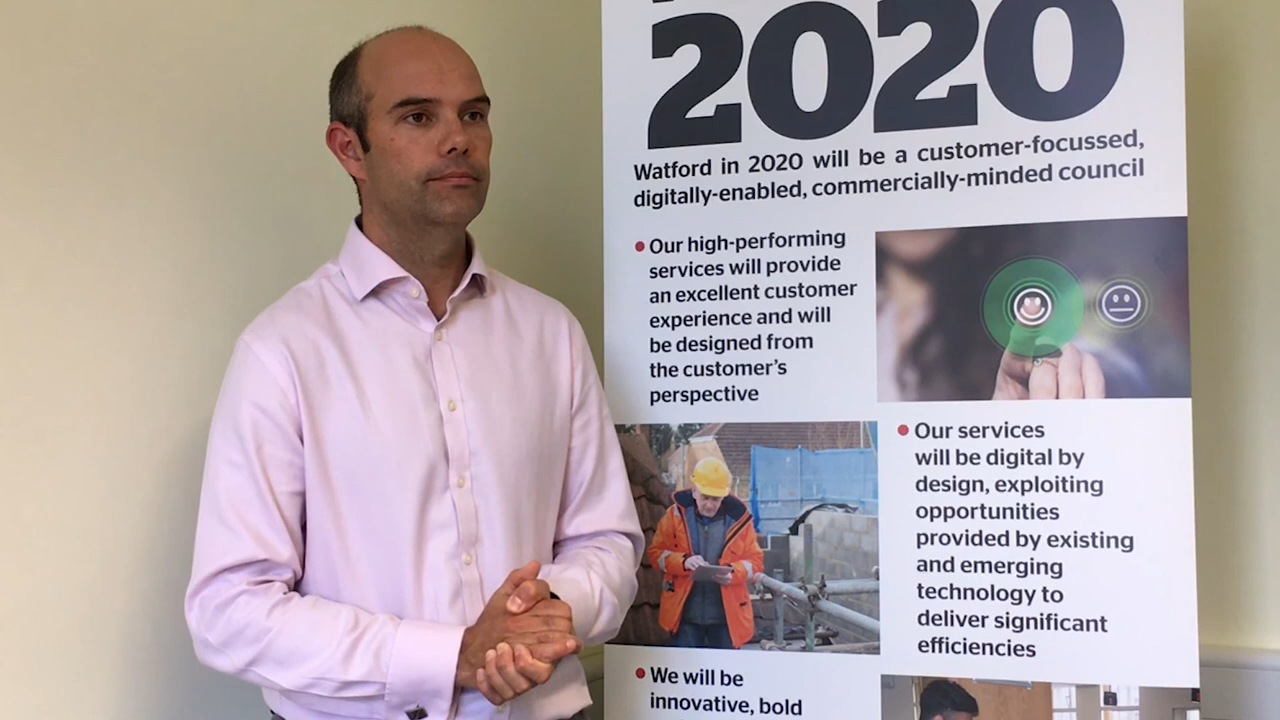 2020
Watford in 2020 will be a customer-focussed,
digitally-enabled, commercially-minded council
Our high-performing
services will provide
an excellent customer
experience and will
be designed from
the customer's
perspective
Our services
will be digital by
design, exploiting
opportunities
provided by existing
and emerging
technology to
deliver significant
efficiencies
We will be
innovative, bold